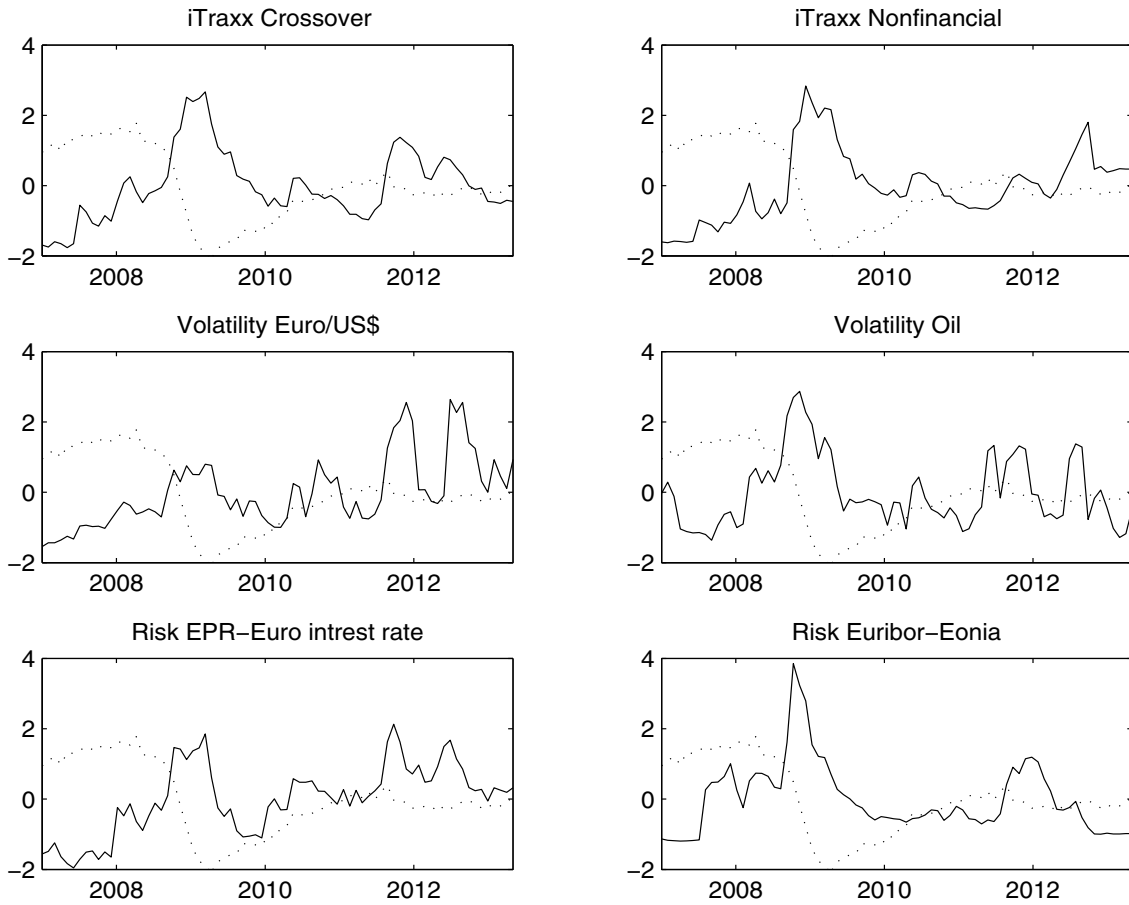 iTraxx Crossover
4
2
0
−2
2008 2010 2012
iTraxx Nonfinancial
4
2
0
−2
2008 2010 2012
Volatility Euro/US$
4
2
0
−2
2008 2010 2012
Volatility Oil
4
2
0
−2
2008 2010 2012
Risk EPR−Euro intrest rate
4
2
0
−2
2008 2010 2012
Risk Euribor−Eonia
4
2
0
−2
2008 2010 2012